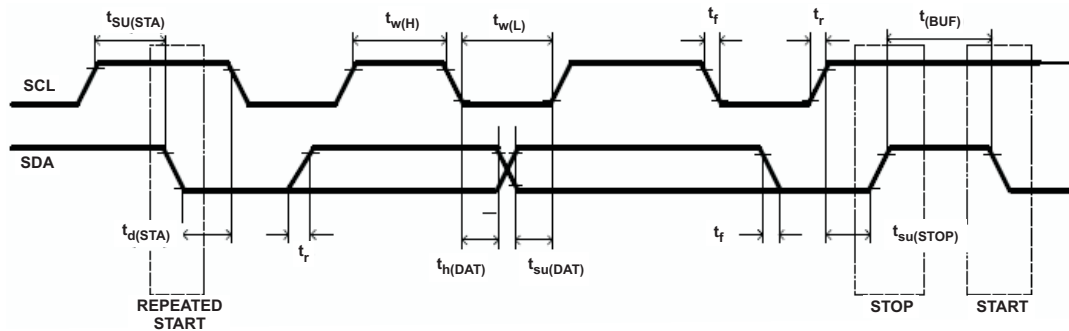 tSU(STA)
tw(H)
tw(L)
tf
tr
t(BUF)
SCL
SDA
td(STA)
tr
th(DAT)
tsu(DAT)
tf
tsu(STOP)
REPEATED
START
STOP
START